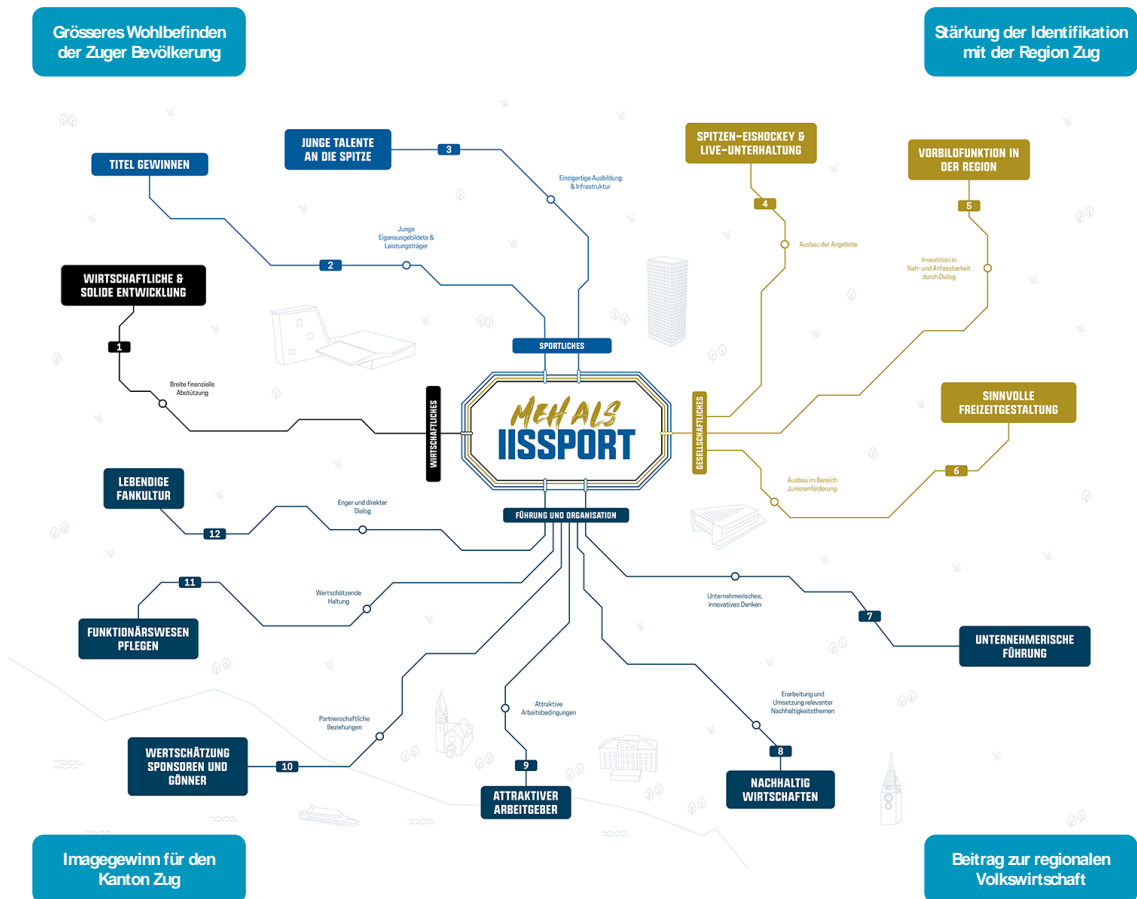 Grösseres Wohlbefinden
der Zuger Bevölkerung
Stärkung der Identifikation
mit der Region Zug
TITEL GEWINNEN
JUNGE TALENTE
AN DIE SPITZE
3
Einzigartige Ausbildung
& Infrastruktur
SPITZEN-EISHOCKEY &
LIVE-UNTERHALTUNG
4
Ausbau der Angebote
VORBILDFUNKTION IN
DER REGION
5
Investition in
Nah- und Anfassbarkeit
durch Dialog
Junge
Eigenausgebildete &
Leistungsträger
2
WIRTSCHAFTLICHE &
SOLIDE ENTWICKLUNG
1
Breite finanzielle
Abstützung
SPORTLICHES
WIRTSCHAFTLICHES
MEH ALS
IISSPORT
GESELLSCHAFTLICHES
SINNVOLLE
FREIZEITGESTALTUNG
6
Ausbau im Bereich
Juniorenförderung
FÜHRUNG UND ORGANISATION
LEBENDIGE
FANKULTUR
12
Enger und direkter
Dialog
11
Wertschätzende
Haltung
FUNKTIONÄRSWESEN
PFLEGEN
Unternehmerisches,
innovatives Denken
7
UNTERNEHMERISCHE
FÜHRUNG
Partnerschaftliche
Beziehungen
10
WERTSCHÄTZUNG
SPONSOREN UND
GÖNNER
Attraktive
Arbeitsbedingungen
9
ATTRAKTIVER
ARBEITGEBER
Erarbeitung und
Umsetzung relevanter
Nachhaltigkeitsthemen
8
NACHHALTIG
WIRTSCHAFTEN
Imagegewinn für den
Kanton Zug
Beitrag zur regionalen
Volkswirtschaft